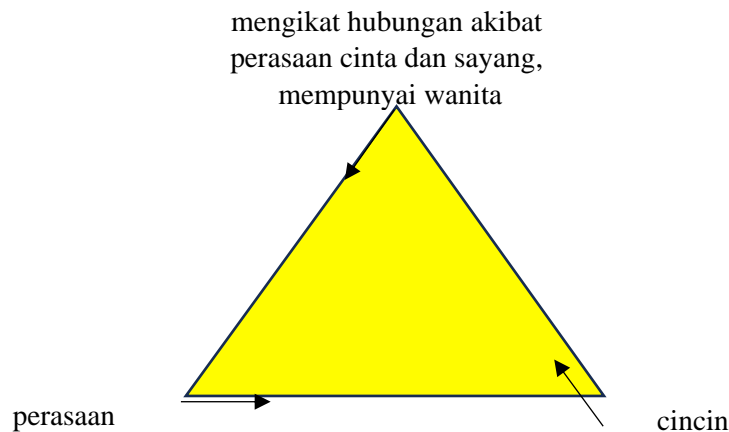 mengikat hubungan akibat
perasaan cinta dan sayang,
mempunyai wanita
perasaan
cincin